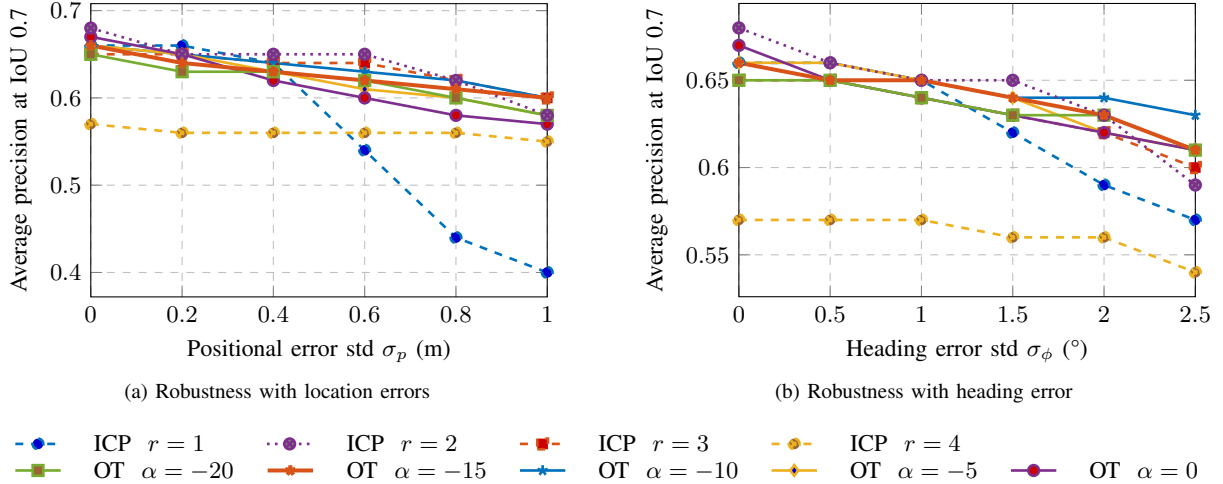 0.7
0.6
0.5
0.4
Average precision at IoU 0.7
0 0.2 0.4 0.6 0.8 1
Positional error std σp (m)
(a) Robustness with location errors
0.65
0.6
0.55
Average precision at IoU 0.7
0 0.5 1 1.5 2 2.5
Heading error std σϕ (°)
(b) Robustness with heading error
ICP r = 1 ICP r = 2 ICP r = 3 ICP r = 4
OT α = −20 OT α = −15 OT α = −10 OT α = −5 OT α = 0